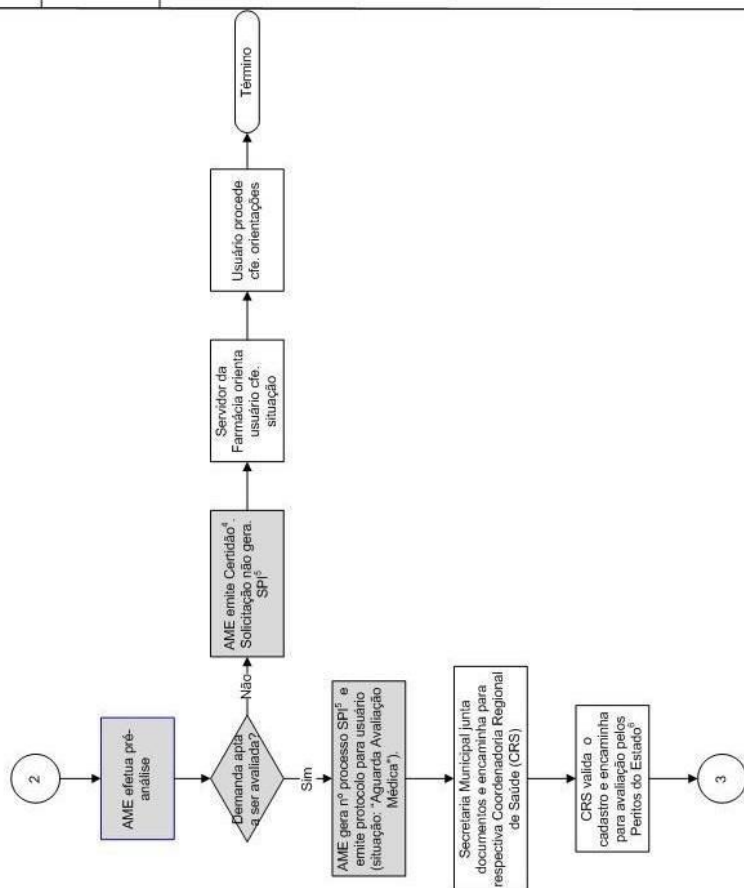 2
AME efetua pré-
análise
Demanda apta
a ser avaliada?
Não
AME emite Certidão⁴.
Solicitação não gera.
SPI⁵
Servidor da
Farmácia orienta
usuário cfe.
situação
Usuário procede
cfe. orientações
Término
Sim
AME gera nº processo SPI⁵ e
emite protocolo para usuário
(situação: “Aguarda Avaliação
Médica”).
Secretaria Municipal junta
documentos e encaminha para
respectiva Coordenadoria Regional
de Saúde (CRS)
CRS valida o
cadastro e encaminha
para avaliação pelos
Peritos do Estado⁶
3